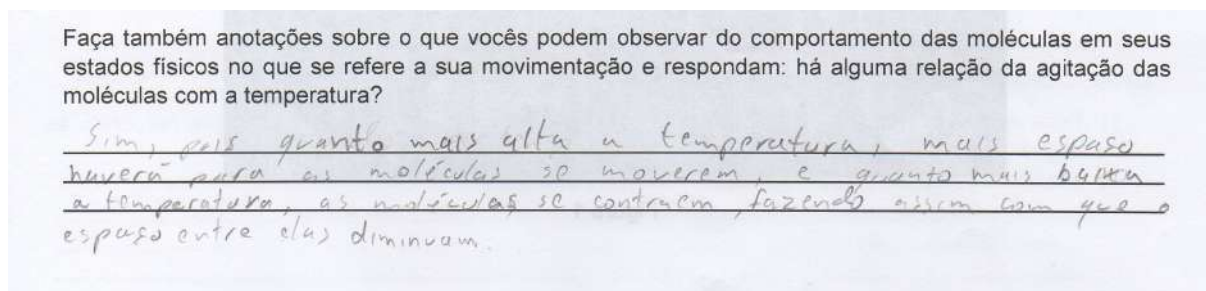 Faça também anotações sobre o que vocês podem observar do comportamento das moléculas em seus
estados físicos no que se refere a sua movimentação e respondam: há alguma relação da agitação das
moléculas com a temperatura?
Sim, pois quanto mais alta a temperatura, mais espaso
haverá para as moléculas se moverem, e quanto mais baixa
a temperatura, as moléculas se contraem, fazendo assim com que o
espaso entre elas diminuam.